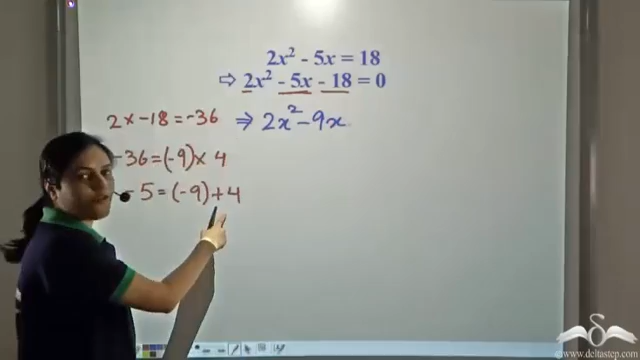 2x² - 5x = 18
⇨ 2x² - 5x - 18 = 0
2 x -18 = -36
⇒ 2x² - 9x
-36 = (-9) x 4
- 5 = (-9) + 4
www.deltastep.com